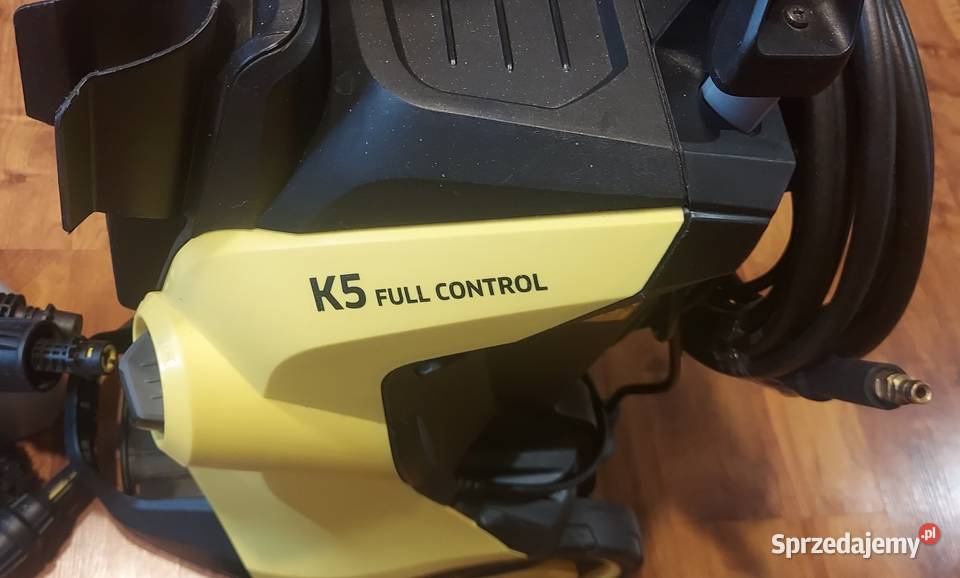 K5 FULL CONTROL
Sprzedajemy.pl